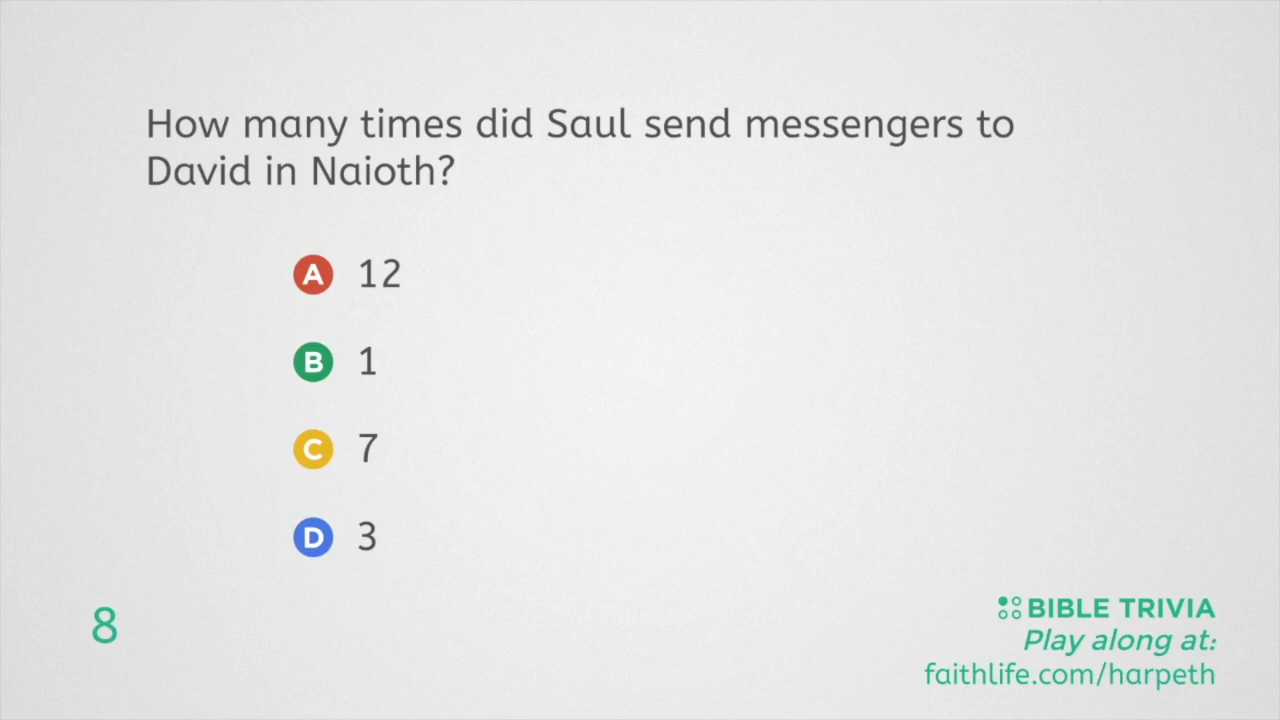 How many times did Saul send messengers to
David in Naioth?
A 12
B 1
C 7
D 3
8
BIBLE TRIVIA
Play along at:
faithlife.com/harpeth